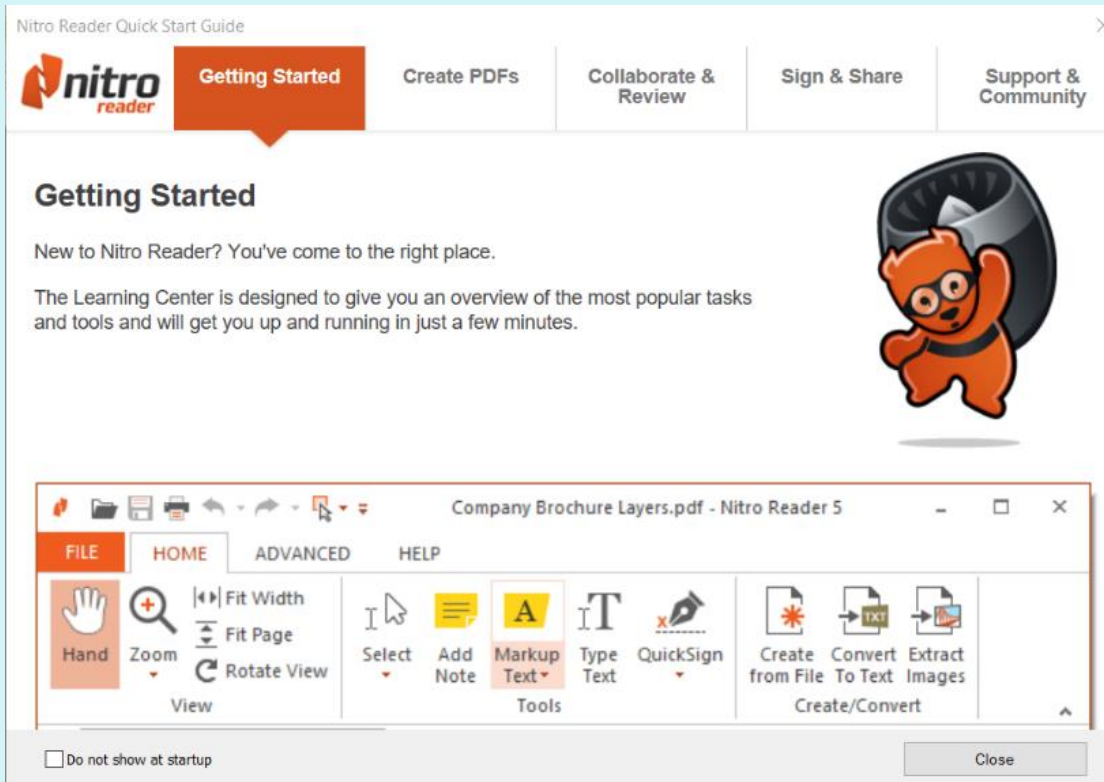 Nitro Reader Quick Start Guide
nitro
reader
Getting Started
Create PDFs
Collaborate &
Review
Sign & Share
Support &
Community
Getting Started
New to Nitro Reader? You've come to the right place.
The Learning Center is designed to give you an overview of the most popular tasks
and tools and will get you up and running in just a few minutes.
Company Brochure Layers.pdf - Nitro Reader 5
FILE HOME ADVANCED HELP
Hand
Zoom
Fit Width
Fit Page
Rotate View
View
Select
Add
Note
A
Markup
Text
T
Type
Text
x
QuickSign
Tools
Create
from File
TXT
Convert
To Text
Extract
Images
Create/Convert
Do not show at startup
Close